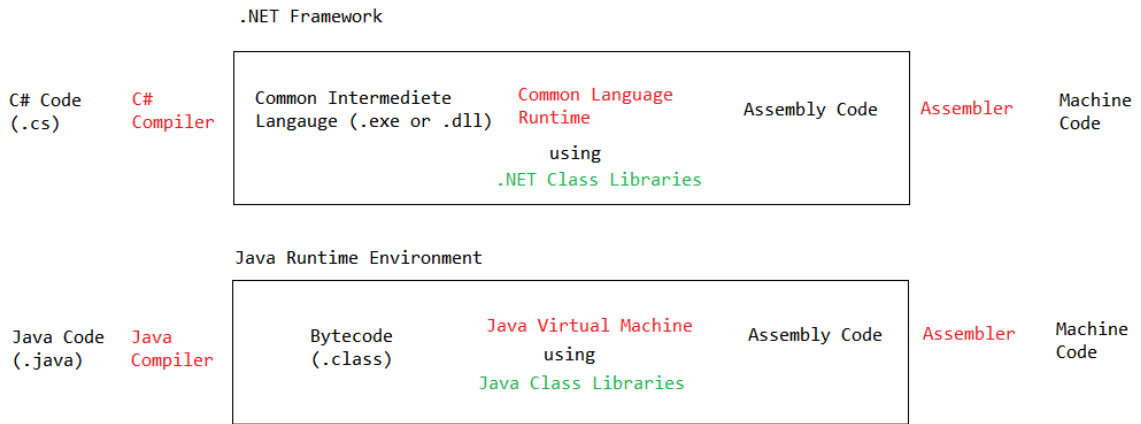 .NET Framework
C# Code
(.cs)
C#
Compiler
Common Intermediete
Langauge (.exe or .dll)
Common Language
Runtime
using
.NET Class Libraries
Assembly Code
Assembler
Machine
Code
Java Runtime Environment
Java Code
(.java)
Java
Compiler
Bytecode
(.class)
Java Virtual Machine
using
Java Class Libraries
Assembly Code
Assembler
Machine
Code